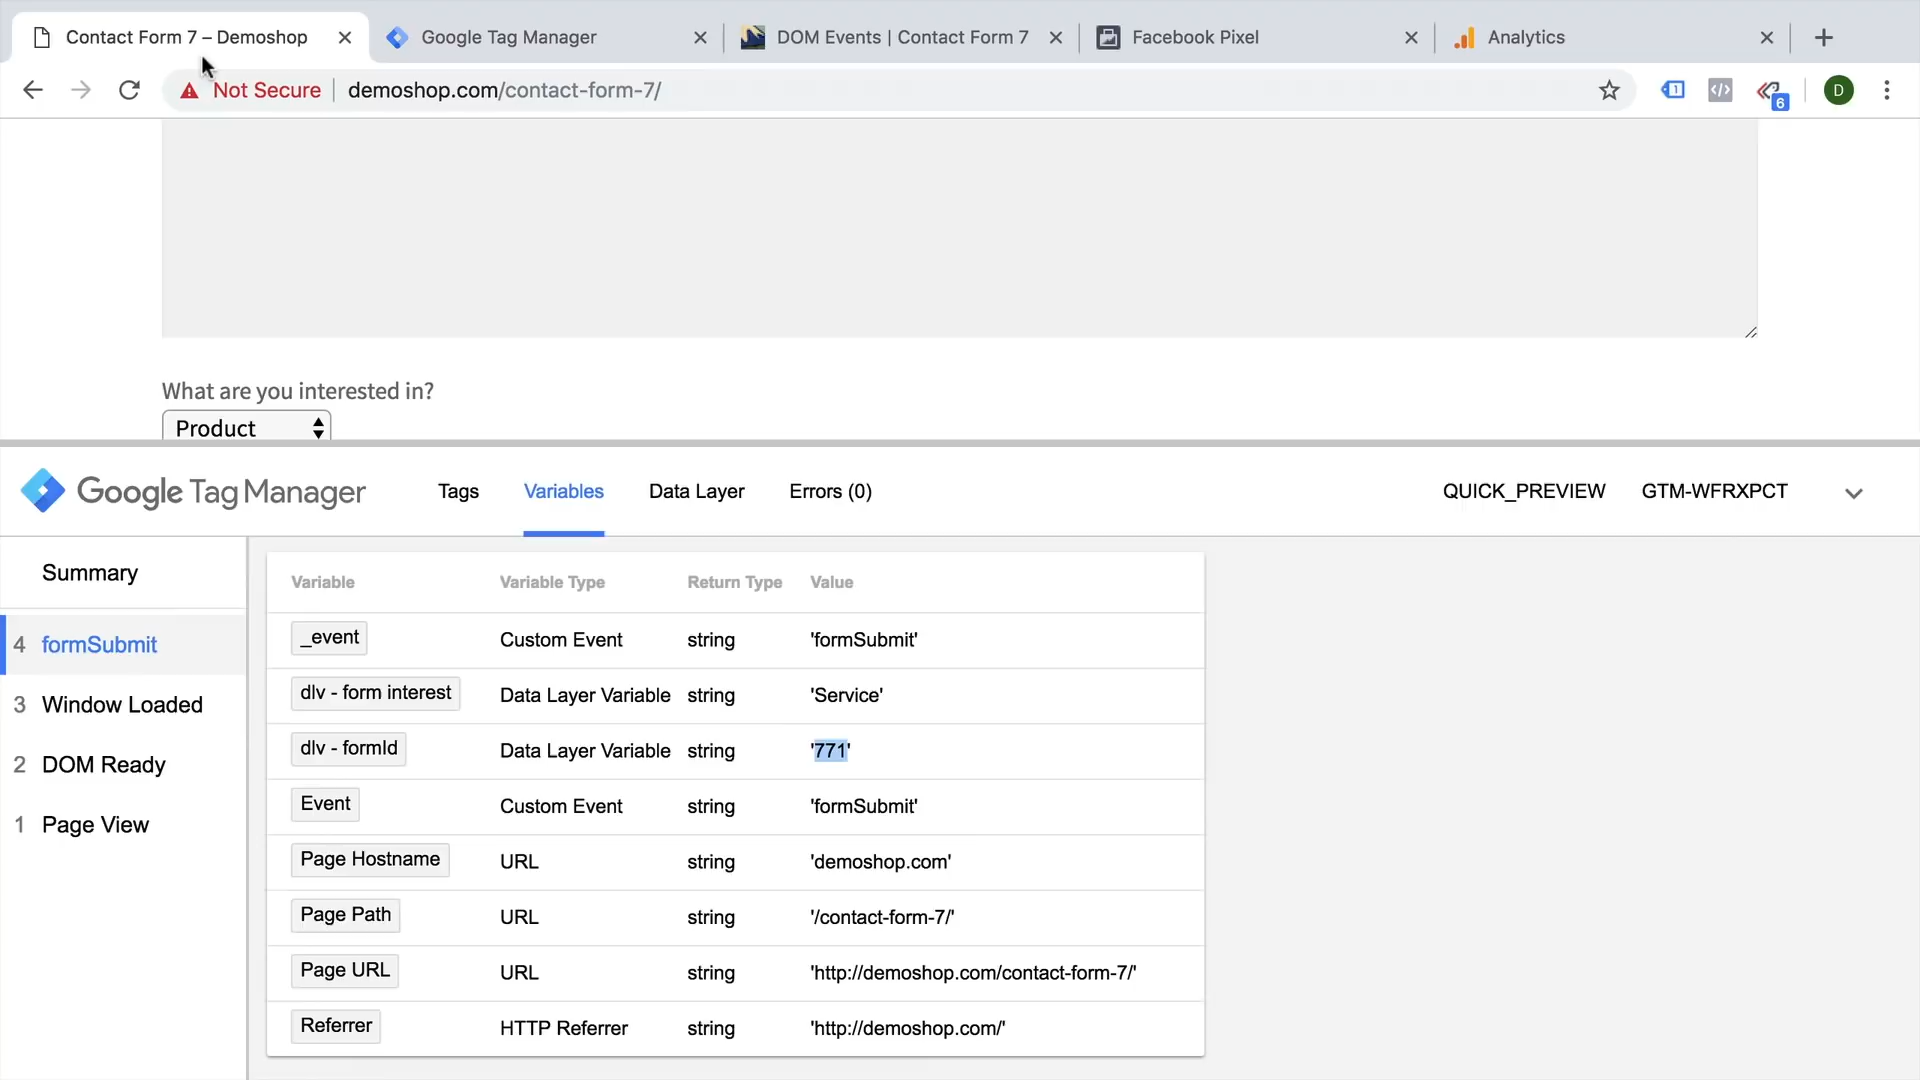 Contact Form 7 – Demoshop
Google Tag Manager
DOM Events | Contact Form 7
Facebook Pixel
Analytics
Not Secure
demoshop.com/contact-form-7/
1
6
D
What are you interested in?
Product
Google Tag Manager
Tags
Variables
Data Layer
Errors (0)
QUICK_PREVIEW
GTM-WFRXPCT
Summary
4 formSubmit
3 Window Loaded
2 DOM Ready
1 Page View
Variable Variable Type Return Type Value
_event Custom Event string 'formSubmit'
dlv - form interest Data Layer Variable string 'Service'
dlv - formId Data Layer Variable string '771'
Event Custom Event string 'formSubmit'
Page Hostname URL string 'demoshop.com'
Page Path URL string '/contact-form-7/'
Page URL URL string 'http://demoshop.com/contact-form-7/'
Referrer HTTP Referrer string 'http://demoshop.com/'